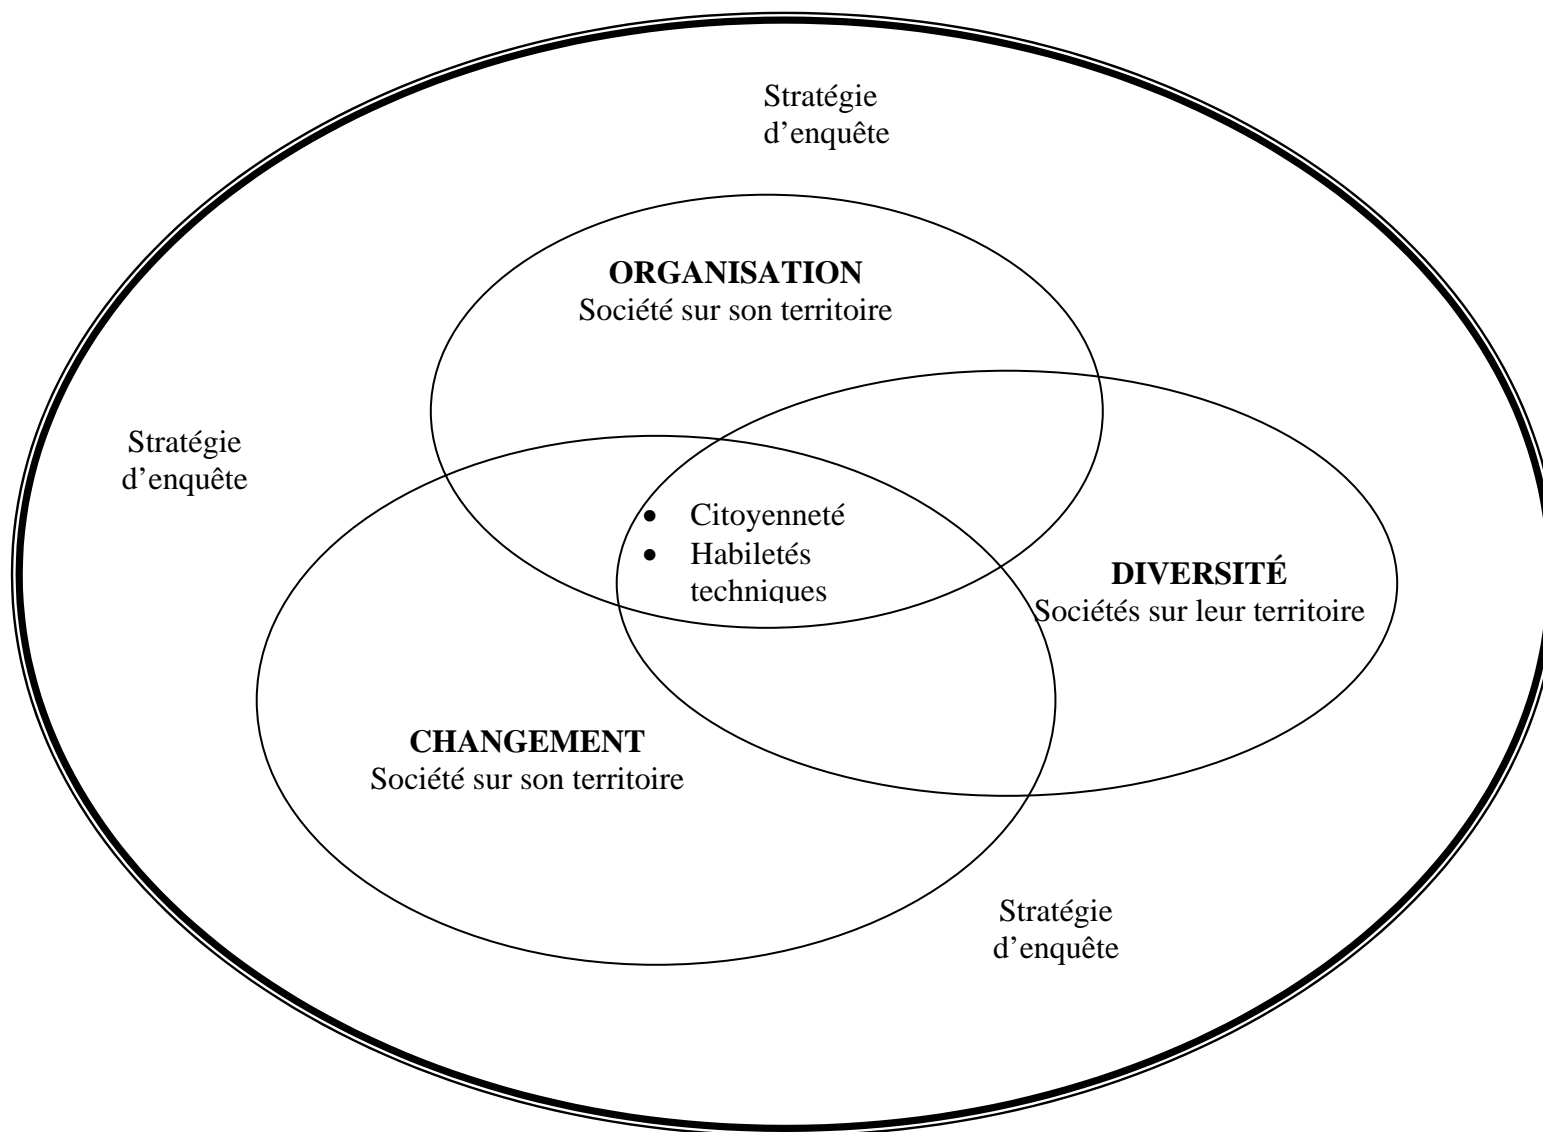 Stratégie
d’enquête
ORGANISATION
Société sur son territoire
Stratégie
d’enquête
• Citoyenneté
• Habiletés
techniques
DIVERSITÉ
Sociétés sur leur territoire
CHANGEMENT
Société sur son territoire
Stratégie
d’enquête